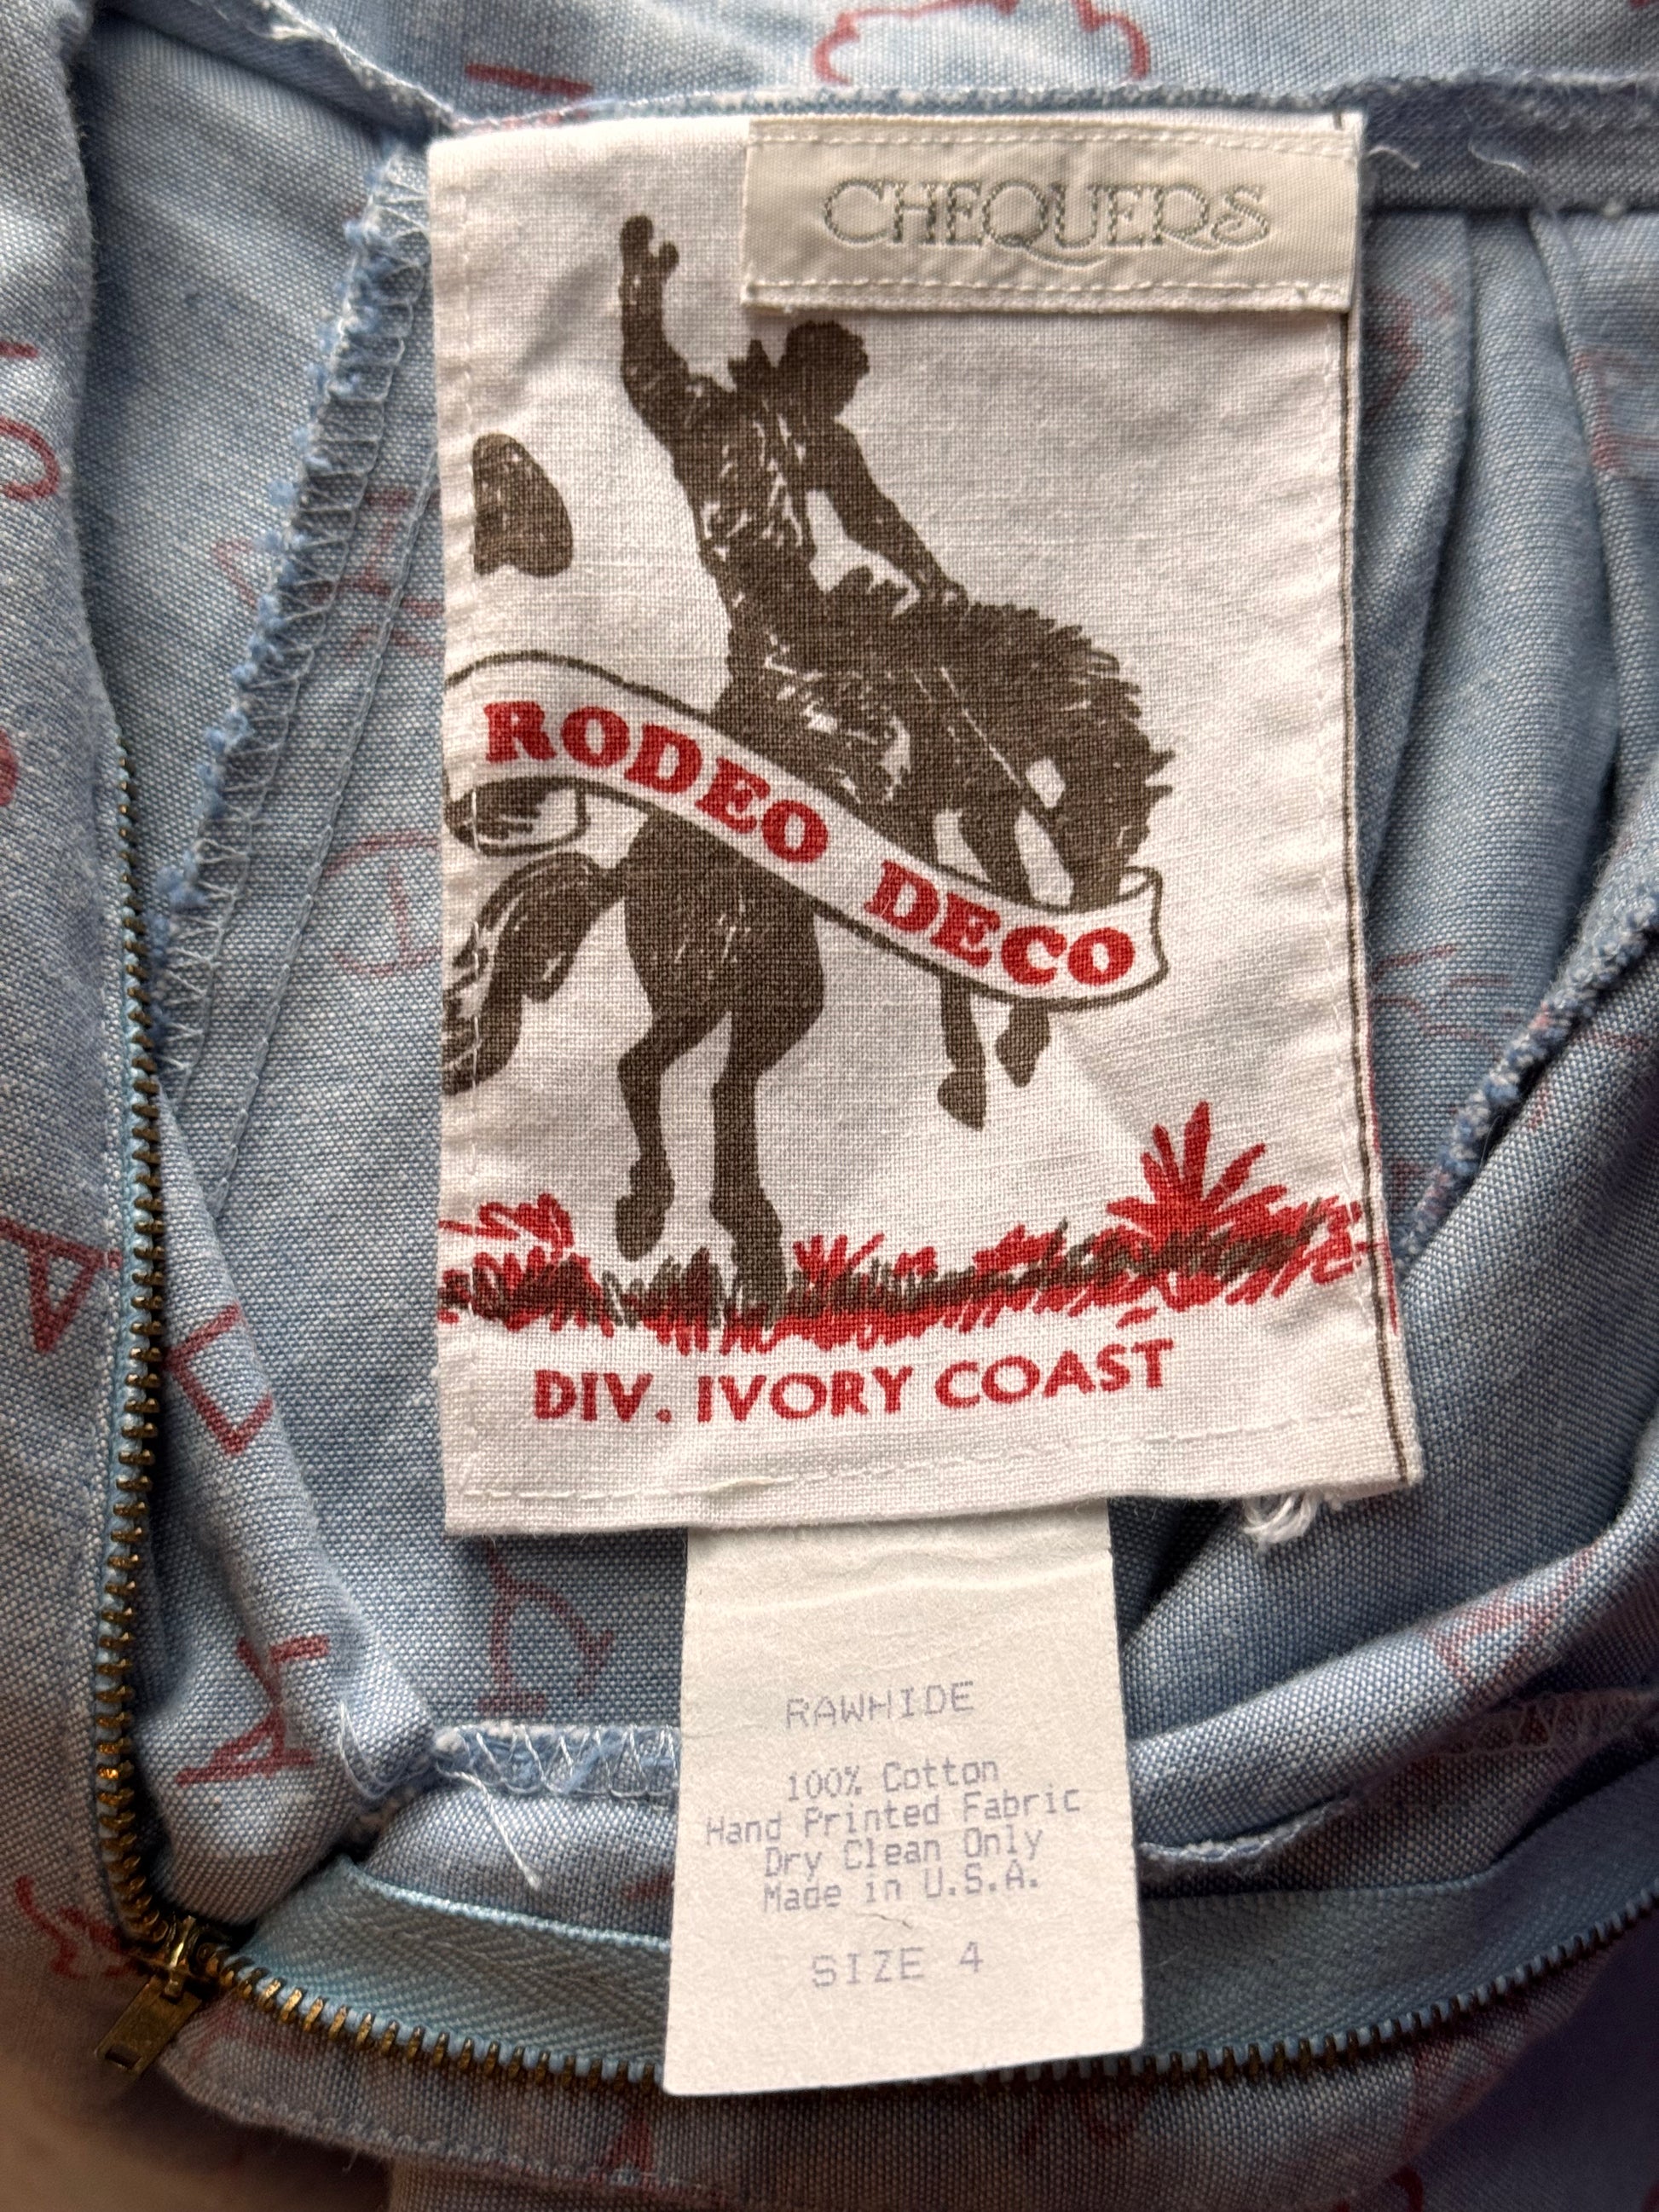 CHEQUERS
RODEO DECO
DIV. IVORY COAST
RAWHIDE
100% Cotton
Hand Printed Fabric
Dry Clean Only
Made in U.S.A.
SIZE 4